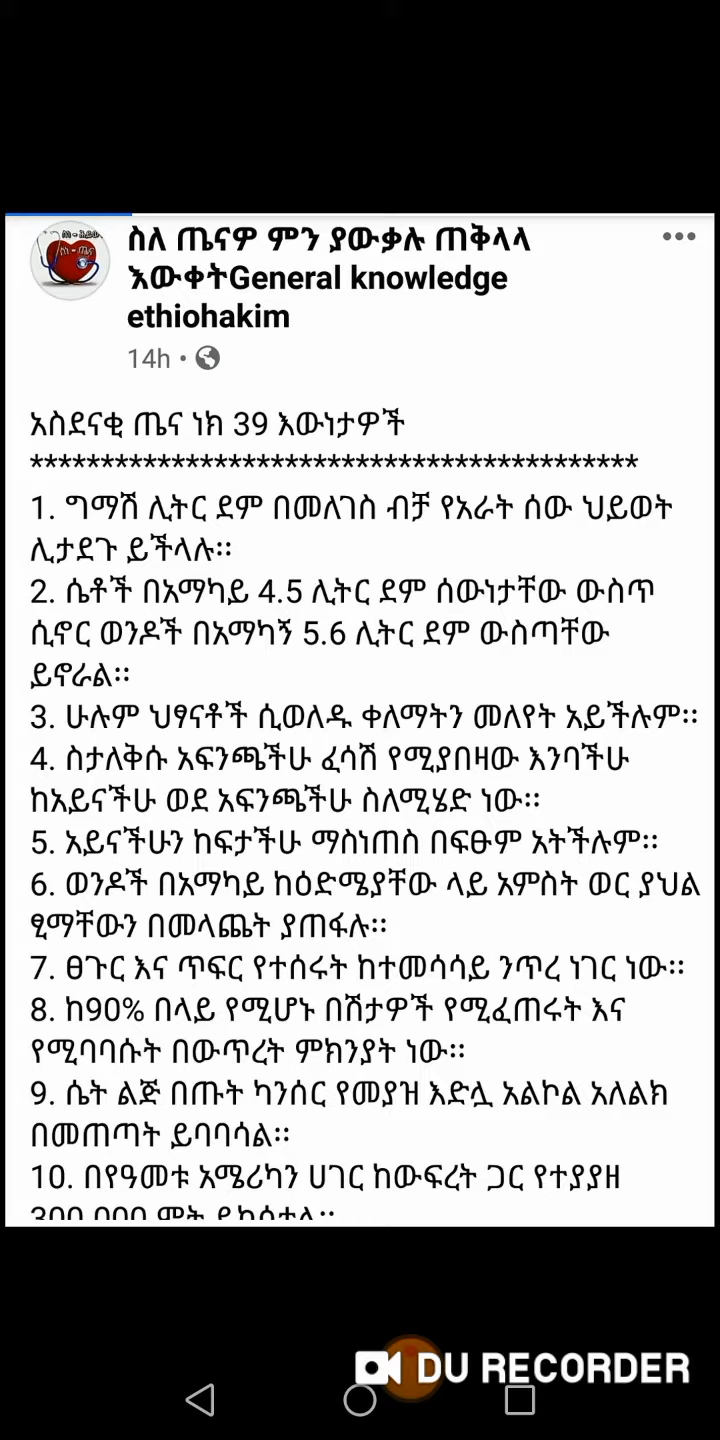 ስለ ጤናዎ ምን ያውቃሉ ጠቅላላ
እውቀትGeneral knowledge
ethiohakim
14h •
አስደናቂ ጤና ነክ 39 እውነታዎች
*******************************************
1. ግማሽ ሊትር ደም በመለገስ ብቻ የአራት ሰው ህይወት
ሊታደጉ ይችላሉ፡፡
2. ሴቶች በአማካይ 4.5 ሊትር ደም ሰውነታቸው ውስጥ
ሲኖር ወንዶች በአማካኝ 5.6 ሊትር ደም ውስጣቸው
ይኖራል፡፡
3. ሁሉም ህፃናቶች ሲወለዱ ቀለማትን መለየት አይችሉም፡፡
4. ስታለቅሱ አፍንጫችሁ ፈሳሽ የሚያበዛው እንባችሁ
ከአይናችሁ ወደ አፍንጫችሁ ስለሚሄድ ነው፡፡
5. አይናችሁን ከፍታችሁ ማስነጠስ በፍፁም አትችሉም፡፡
6. ወንዶች በአማካይ ከዕድሜያቸው ላይ አምስት ወር ያህል
ፂማቸውን በመላጨት ያጠፋሉ፡፡
7. ፀጉር እና ጥፍር የተሰሩት ከተመሳሳይ ንጥረ ነገር ነው፡፡
8. ከ90% በላይ የሚሆኑ በሽታዎች የሚፈጠሩት እና
የሚባባሱት በውጥረት ምክንያት ነው፡፡
9. ሴት ልጅ በጡት ካንሰር የመያዝ እድሏ አልኮል አለልክ
በመጠጣት ይባባሳል፡፡
10. በየዓመቱ አሜሪካን ሀገር ከውፍረት ጋር የተያያዘ
300,000 ሞት ይከሰታል፡፡
DU RECORDER